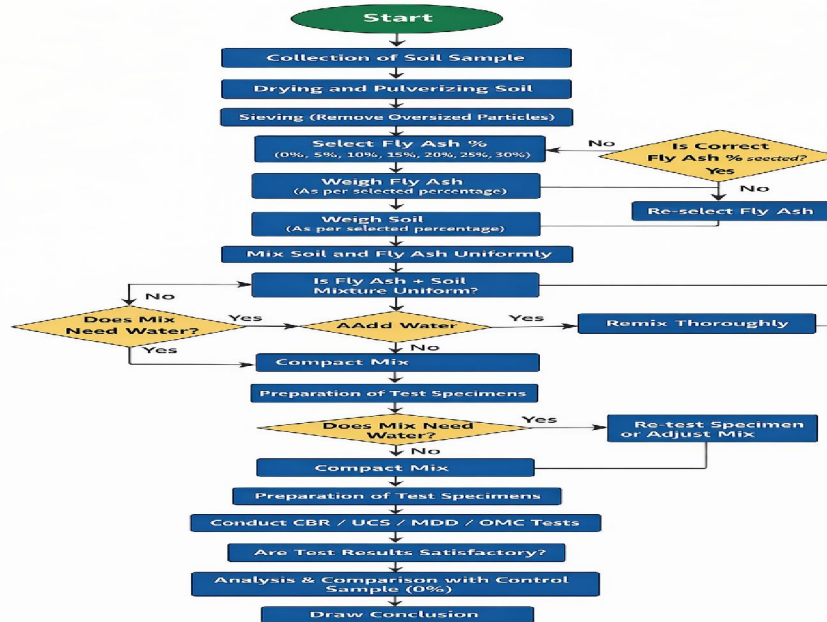 Start
Collection of Soil Sample
Drying and Pulverizing Soil
Sieving (Remove Oversized Particles)
Select Fly Ash %
(0%, 5%, 10%, 15%, 20%, 25%, 30%)
No
Is Correct
Fly Ash % seected?
Yes
Weigh Fly Ash
(As per selected percentage)
No
Re-select Fly Ash
Weigh Soil
(As per selected percentage)
Mix Soil and Fly Ash Uniformly
Is Fly Ash + Soil
Mixture Uniform?
No
Does Mix
Need Water?
Yes
AAdd Water
Yes
Remix Thoroughly
Yes
No
Compact Mix
Preparation of Test Specimens
Does Mix Need
Water?
Yes
Re-test Specimen
or Adjust Mix
No
Compact Mix
Preparation of Test Specimens
Conduct CBR / UCS / MDD / OMC Tests
Are Test Results Satisfactory?
Analysis & Comparison with Control
Sample (0%)
Draw Conclusion